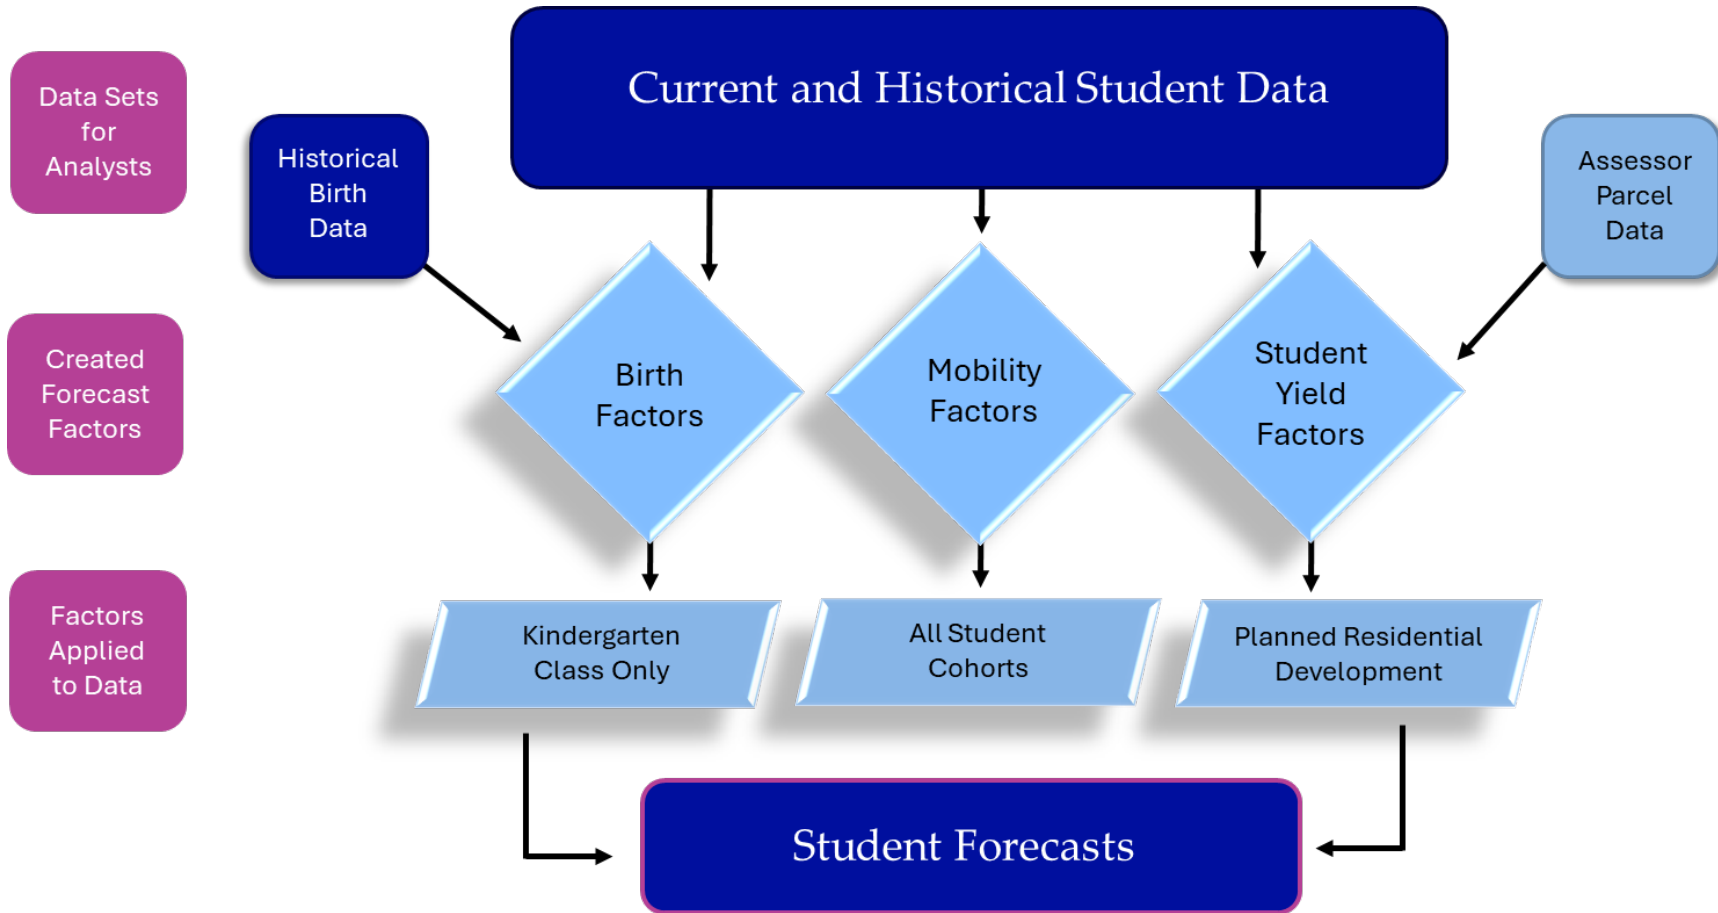 Current and Historical Student Data
Data Sets
for
Analysts
Historical
Birth
Data
Assessor
Parcel
Data
Created
Forecast
Factors
Birth
Factors
Mobility
Factors
Student
Yield
Factors
Factors
Applied
to Data
Kindergarten
Class Only
All Student
Cohorts
Planned Residential
Development
Student Forecasts